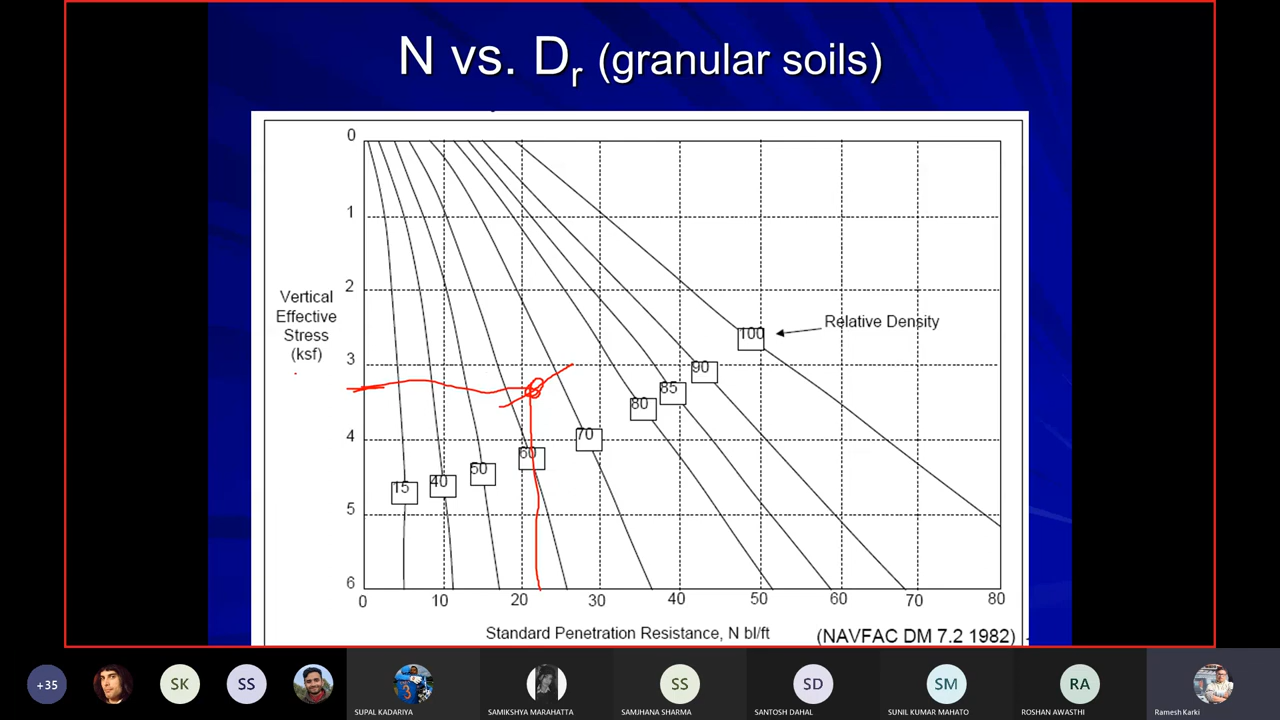 N vs. Dr (granular soils)
0
1
2
3
4
5
6
Vertical
Effective
Stress
(ksf)
Relative Density
100
90
85
80
70
60
50
40
15
0 10 20 30 40 50 60 70 80
Standard Penetration Resistance, N bl/ft
(NAVFAC DM 7.2 1982)
+35 SK SS SS SD SM RA
SUPAL KADARIYA SAMIKSHYA MARAHATTA SAMJHANA SHARMA SANTOSH DAHAL SUNIL KUMAR MAHATO ROSHAN AWASTHI Ramesh Karki